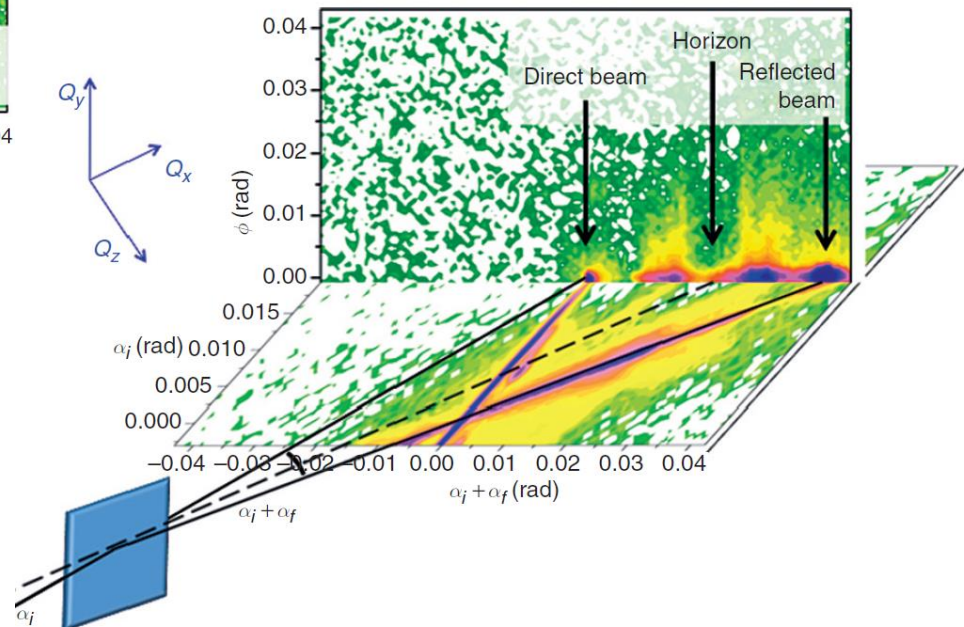 0.04
Horizon
Direct beam
Reflected
beam
Qy
Qx
Qz
4
0.03
0.02
0.01
0.00
ϕ (rad)
0.015
αi (rad) 0.010
0.005
0.000
−0.04 −0.03 −0.02 −0.01 0.00 0.01 0.02 0.03 0.04
αi + αf (rad)
αi + αf
αi